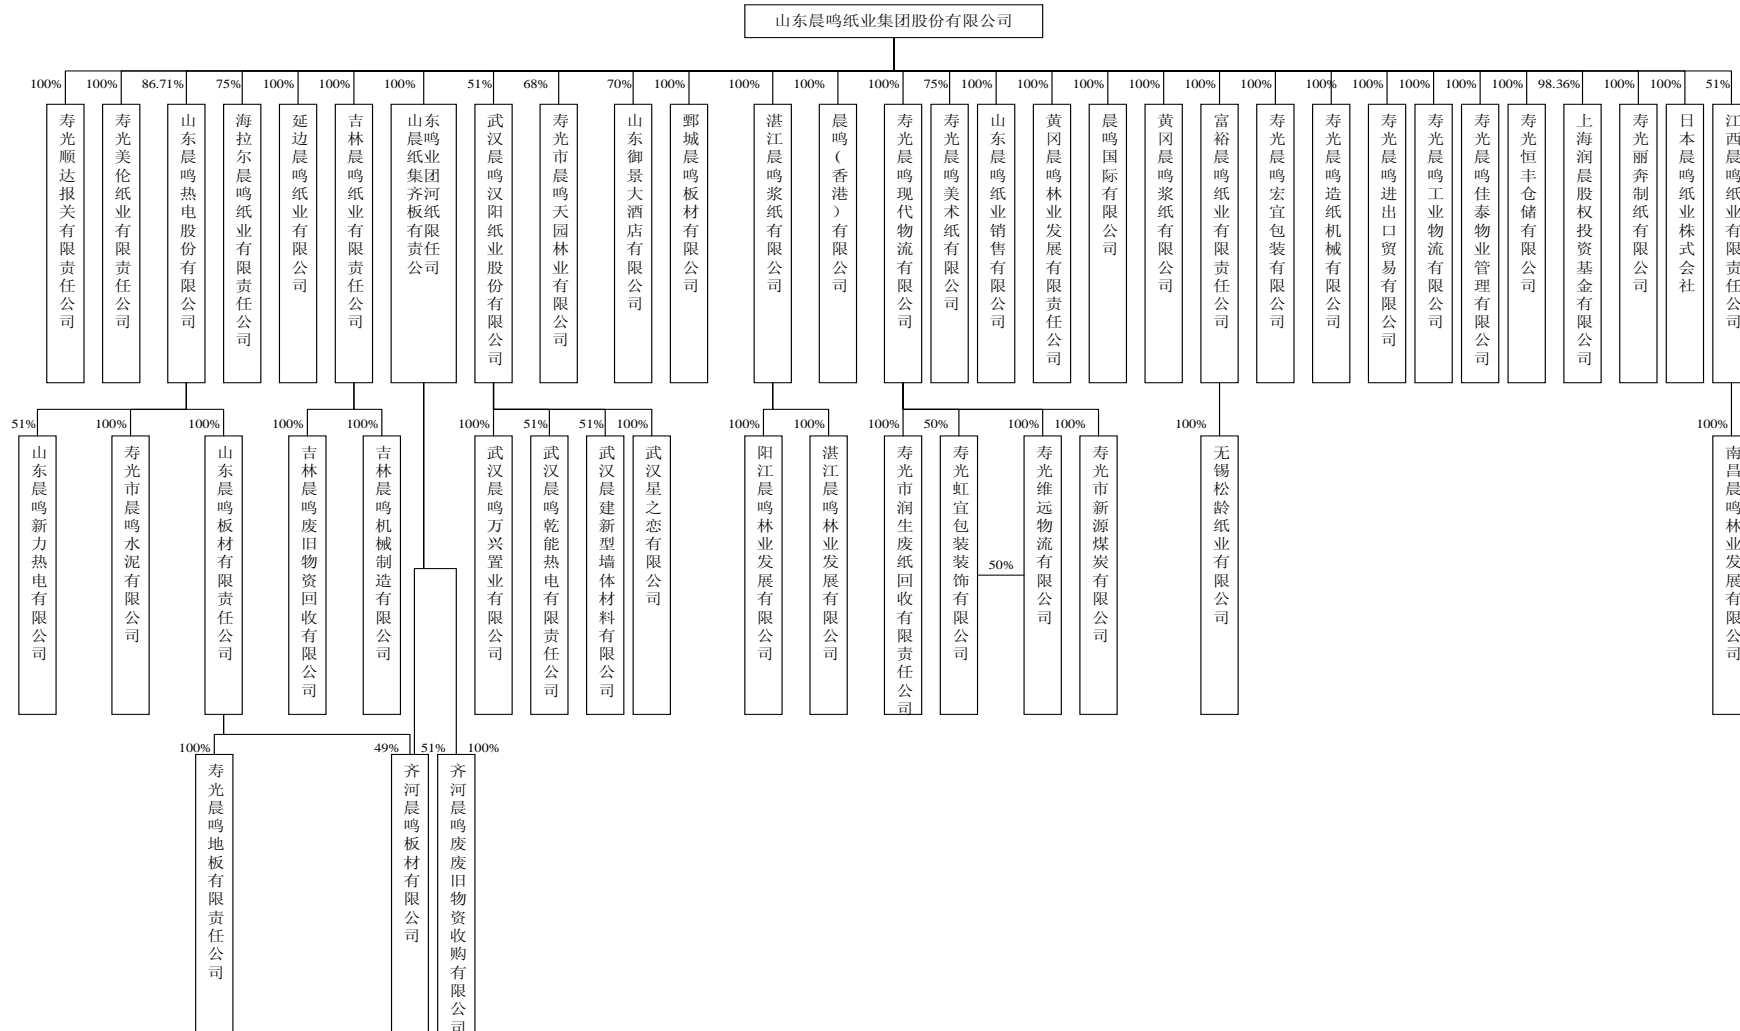 山东晨鸣纸业集团股份有限公司
100%
100%
86.71%
75%
100%
100%
100%
51%
68%
70%
100%
100%
100%
100%
75%
100%
100%
100%
100%
100%
100%
100%
100%
100%
100%
100%
98.36%
100%
100%
51%
寿光顺达报关有限责任公司
寿光美伦纸业有限责任公司
山东晨鸣热电股份有限公司
海拉尔晨鸣纸业有限责任公司
延边晨鸣纸业有限公司
吉林晨鸣纸业有限责任公司
山东晨鸣纸业集团齐河板纸有限责任公司
武汉晨鸣汉阳纸业股份有限公司
寿光市晨鸣天园林业有限公司
山东御景大酒店有限公司
鄄城晨鸣板材有限公司
湛江晨鸣浆纸有限公司
晨鸣(香港)有限公司
寿光晨鸣现代物流有限公司
寿光晨鸣美术纸有限公司
山东晨鸣纸业销售有限公司
黄冈晨鸣林业发展有限责任公司
晨鸣国际有限公司
黄冈晨鸣浆纸有限公司
富裕晨鸣纸业有限责任公司
寿光晨鸣宏宜包装有限公司
寿光晨鸣造纸机械有限公司
寿光晨鸣进出口贸易有限公司
寿光晨鸣工业物流有限公司
寿光晨鸣佳泰物业管理有限公司
寿光恒丰仓储有限公司
上海润晨股权投资基金有限公司
寿光丽奔制纸有限公司
日本晨鸣纸业株式会社
江西晨鸣纸业有限责任公司
51%
100%
100%
100%
100%
100%
51%
51%
100%
100%
100%
100%
50%
100%
100%
100%
100%
山东晨鸣新力热电有限公司
寿光市晨鸣水泥有限公司
山东晨鸣板材有限责任公司
吉林晨鸣废旧物资回收有限公司
吉林晨鸣机械制造有限公司
武汉晨鸣万兴置业有限公司
武汉晨鸣乾能热电有限责任公司
武汉晨建新型墙体材料有限公司
武汉星之恋有限公司
阳江晨鸣林业发展有限公司
湛江晨鸣林业发展有限公司
寿光市润生废纸回收有限责任公司
寿光虹宜包装装饰有限公司
50%
寿光维远物流有限公司
寿光市新源煤炭有限公司
无锡松龄纸业有限公司
南昌晨鸣林业发展有限公司
100%
49%
51%
100%
寿光晨鸣地板有限责任公司
齐河晨鸣板材有限公司
齐河晨鸣废废旧物资收购有限公司